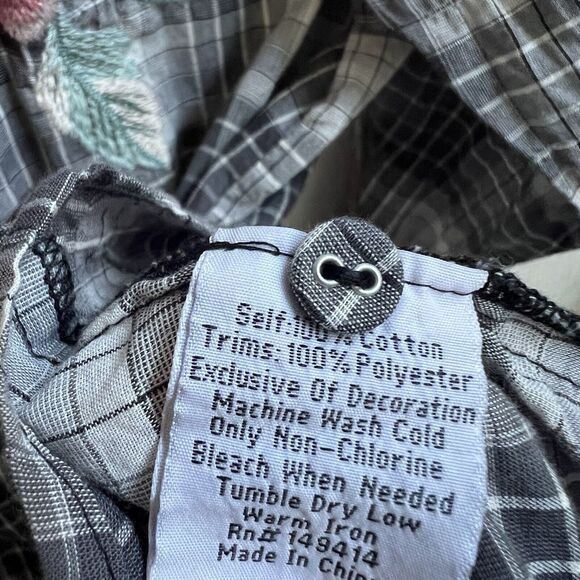 Self:100% Cotton
Trims:100% Polyester
Exclusive Of Decoration
Machine Wash Cold
Only Non-Chlorine
Bleach When Needed
Tumble Dry Low
Warm Iron
Rn# 149414
Made In China